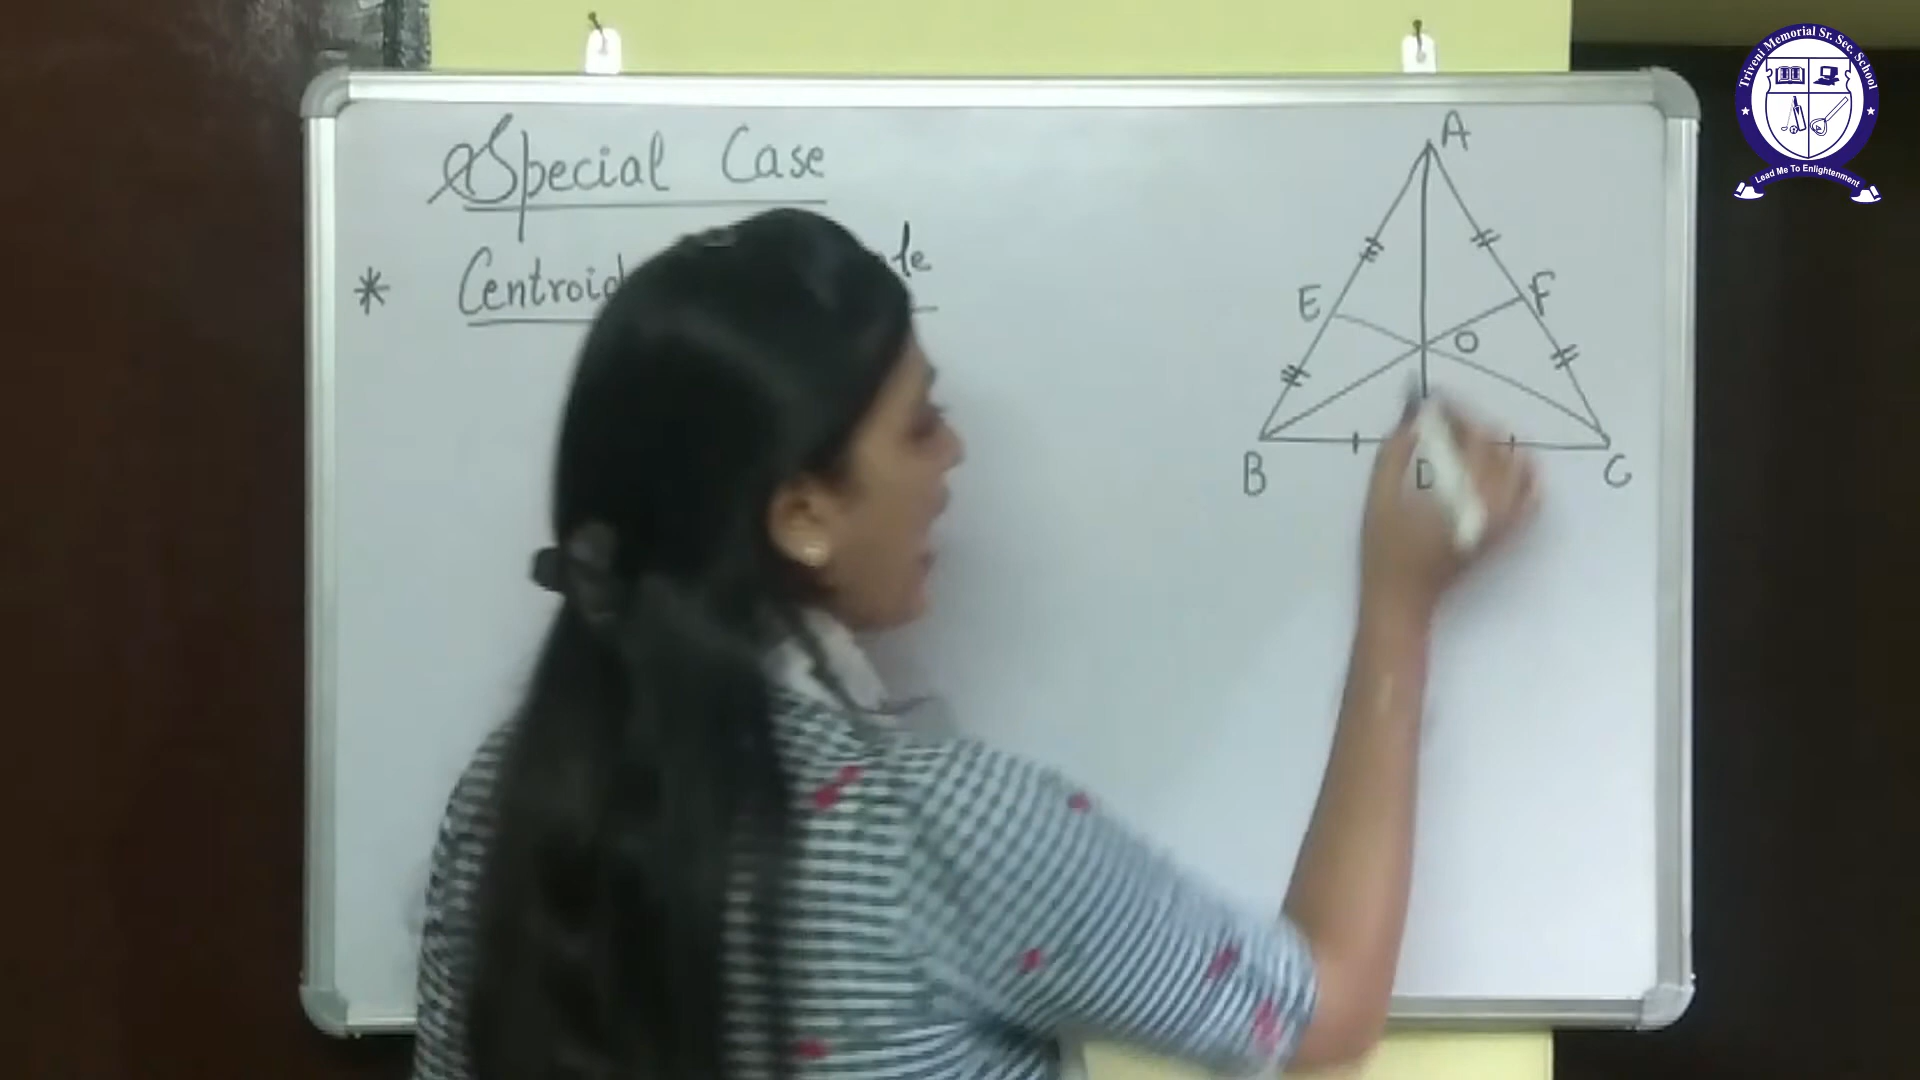 Triveni Memorial Sr. Sec. School
Lead Me To Enlightenment
Special Case
* Centroid
A
E
F
O
B
D
C